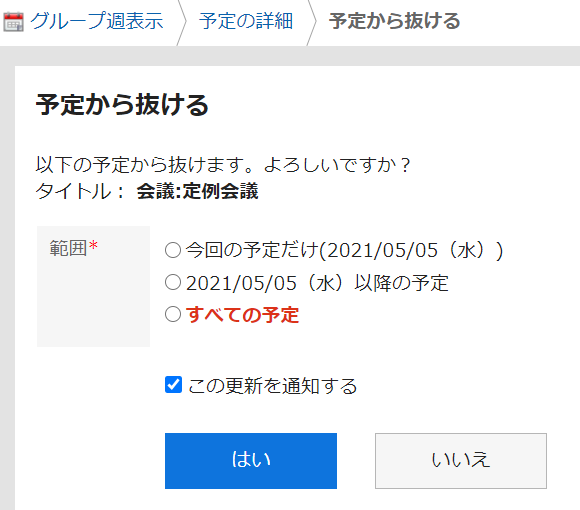 グループ週表示 予定の詳細 予定から抜ける
予定から抜ける
以下の予定から抜けます。よろしいですか？
タイトル： 会議:定例会議
範囲*
今回の予定だけ(2021/05/05（水）)
2021/05/05（水）以降の予定
すべての予定
この更新を通知する
はい いいえ